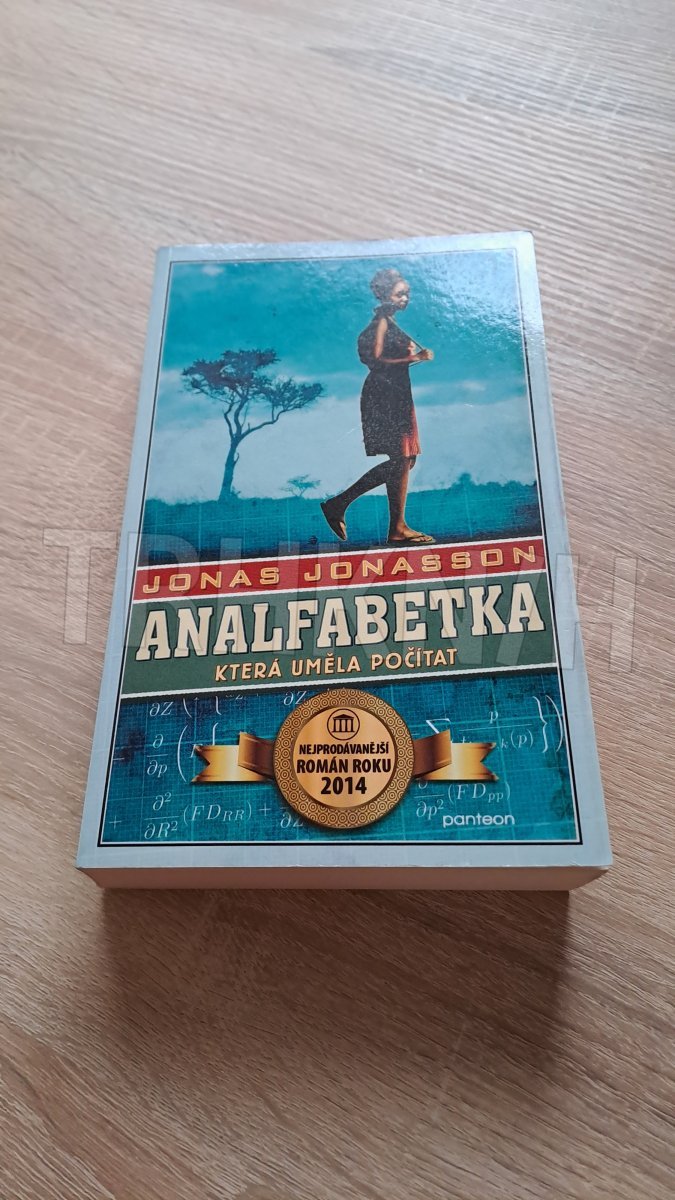 JONAS JONASSON
ANALFABETKA
KTERÁ UMĚLA POČÍTAT
NEJPRODÁVANĚJŠÍ
ROMÁN ROKU
2014
panteon